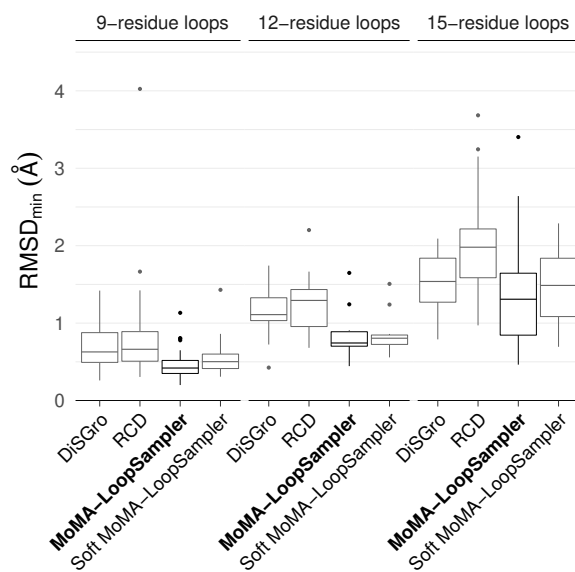 9−residue loops
12−residue loops
15−residue loops
RMSDmin (Å)
4
3
2
1
0
DiSGro
RCD
MoMA−LoopSampler
Soft MoMA−LoopSampler
DiSGro
RCD
MoMA−LoopSampler
Soft MoMA−LoopSampler
DiSGro
RCD
MoMA−LoopSampler
Soft MoMA−LoopSampler